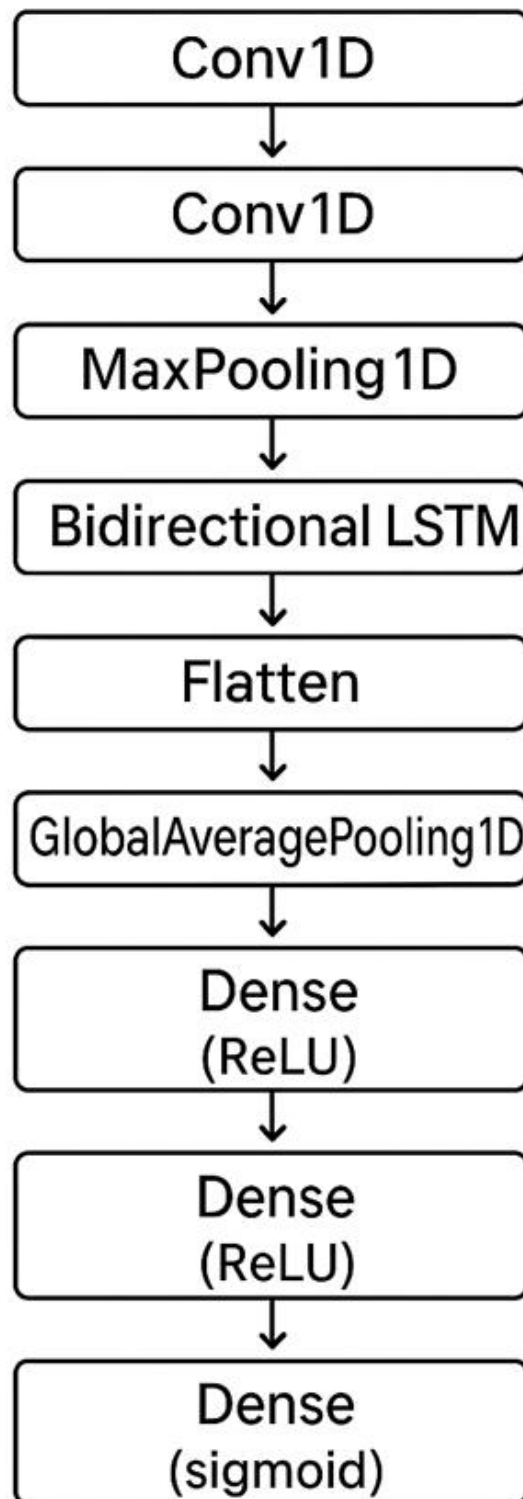 Conv1D
Conv1D
MaxPooling1D
Bidirectional LSTM
Flatten
GlobalAveragePooling1D
Dense
(ReLU)
Dense
(ReLU)
Dense
(sigmoid)